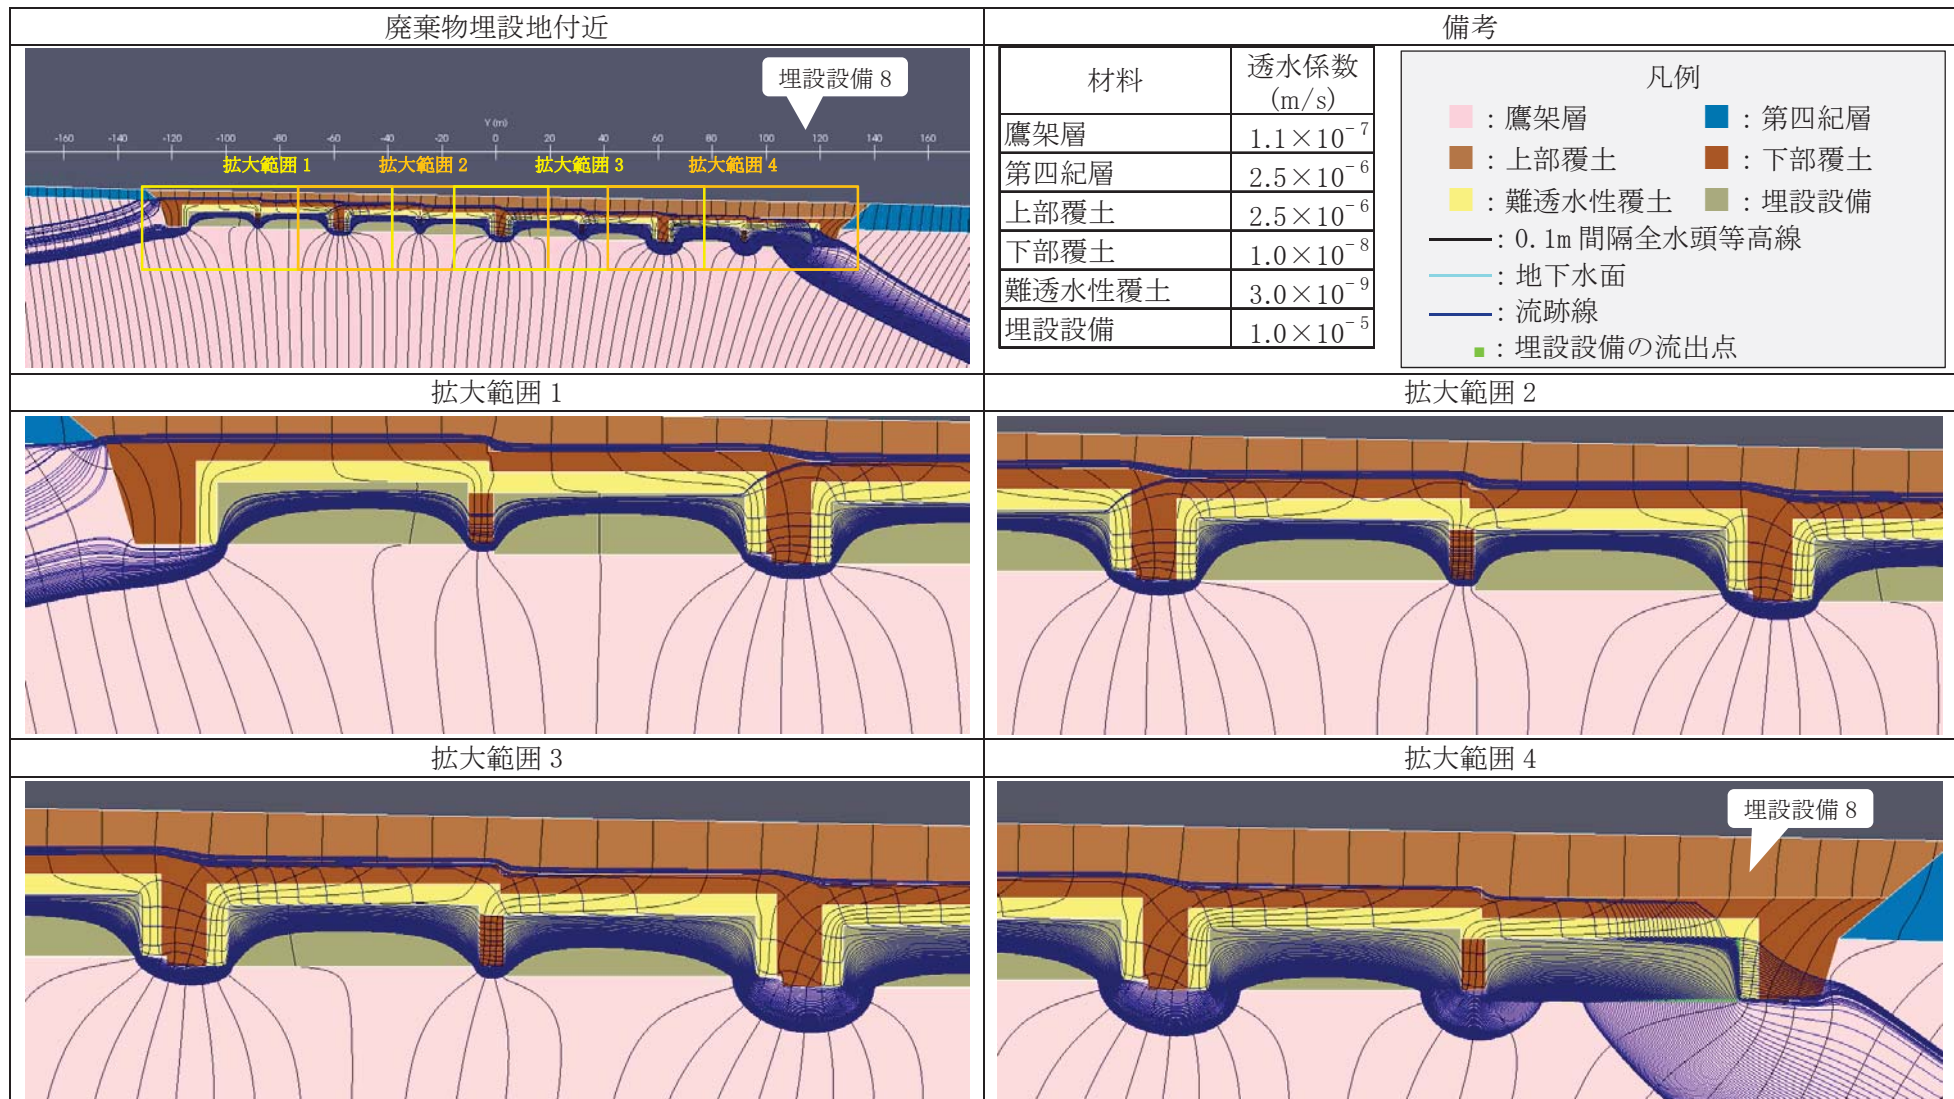 廃棄物埋設地付近
備考
埋設設備 8
Y (m)
-160 -140 -120 -100 -80 -60 -40 -20 0 20 40 60 80 100 120 140 160
拡大範囲 1 拡大範囲 2 拡大範囲 3 拡大範囲 4
材料 透水係数
(m/s)
鷹架層 1.1×10⁻⁷
第四紀層 2.5×10⁻⁶
上部覆土 2.5×10⁻⁶
下部覆土 1.0×10⁻⁸
難透水性覆土 3.0×10⁻⁹
埋設設備 1.0×10⁻⁵
凡例
：鷹架層 ：第四紀層
：上部覆土 ：下部覆土
：難透水性覆土 ：埋設設備
：0.1m 間隔全水頭等高線
：地下水面
：流跡線
：埋設設備の流出点
拡大範囲 1
拡大範囲 2
拡大範囲 3
拡大範囲 4
埋設設備 8